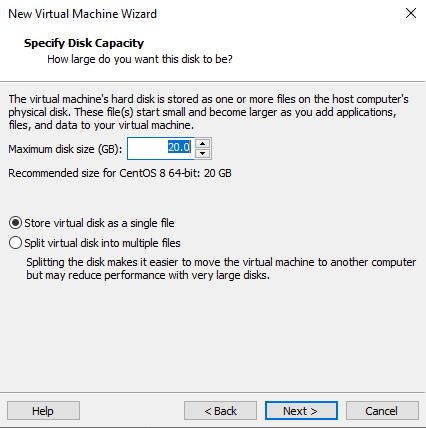 New Virtual Machine Wizard
Specify Disk Capacity
How large do you want this disk to be?
The virtual machine's hard disk is stored as one or more files on the host computer's
physical disk. These file(s) start small and become larger as you add applications,
files, and data to your virtual machine.
Maximum disk size (GB): 20.0
Recommended size for CentOS 8 64-bit: 20 GB
Store virtual disk as a single file
Split virtual disk into multiple files
Splitting the disk makes it easier to move the virtual machine to another computer
but may reduce performance with very large disks.
Help < Back Next > Cancel